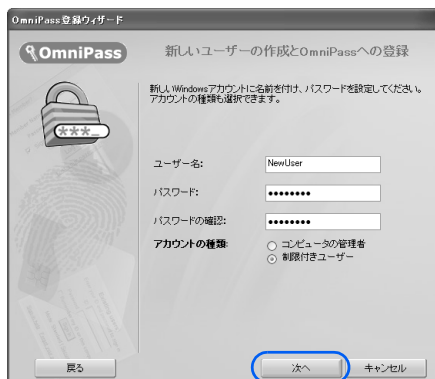 OmniPass登録ウィザード
OmniPass
新しいユーザーの作成とOmniPassへの登録
新しいWindowsアカウントに名前を付け、パスワードを設定してください。
アカウントの種類も選択できます。
***_
ユーザー名: NewUser
パスワード: ••••••••
パスワードの確認: ••••••••
アカウントの種類: コンピュータの管理者
制限付きユーザー
戻る 次へ キャンセル